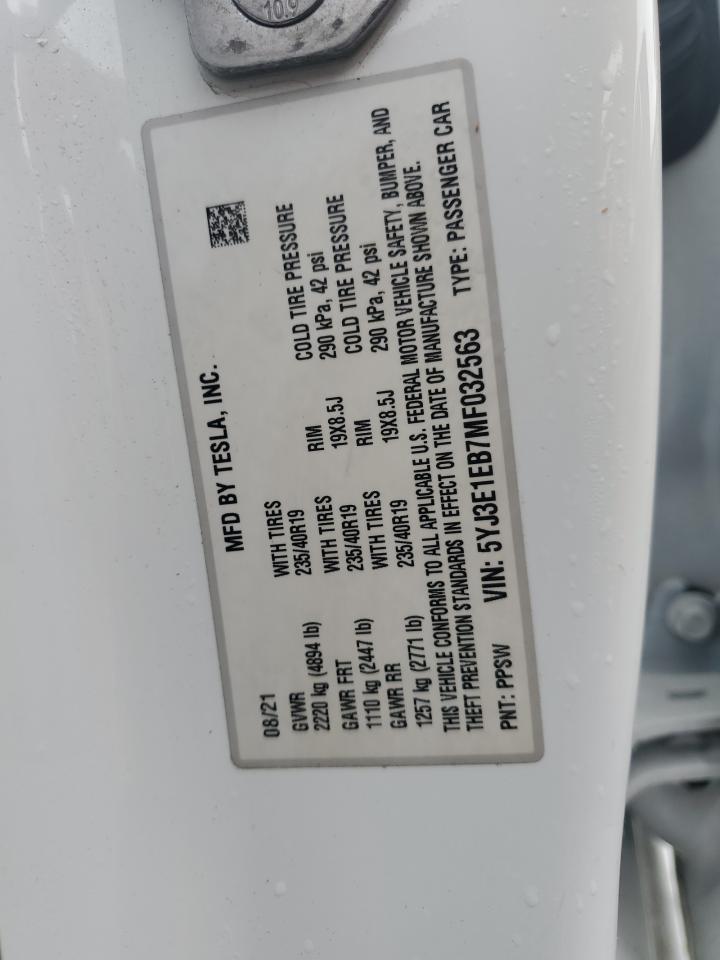 10.9
MFD BY TESLA, INC.
08/21
GVWR WITH TIRES RIM COLD TIRE PRESSURE
2220 kg (4894 lb) 235/40R19 19X8.5J 290 kPa, 42 psi
GAWR FRT WITH TIRES RIM COLD TIRE PRESSURE
1110 kg (2447 lb) 235/40R19 19X8.5J 290 kPa, 42 psi
GAWR RR WITH TIRES
1257 kg (2771 lb) 235/40R19
THIS VEHICLE CONFORMS TO ALL APPLICABLE U.S. FEDERAL MOTOR VEHICLE SAFETY, BUMPER, AND
THEFT PREVENTION STANDARDS IN EFFECT ON THE DATE OF MANUFACTURE SHOWN ABOVE.
PNT: PPSW VIN: 5YJ3E1EB7MF032563 TYPE: PASSENGER CAR